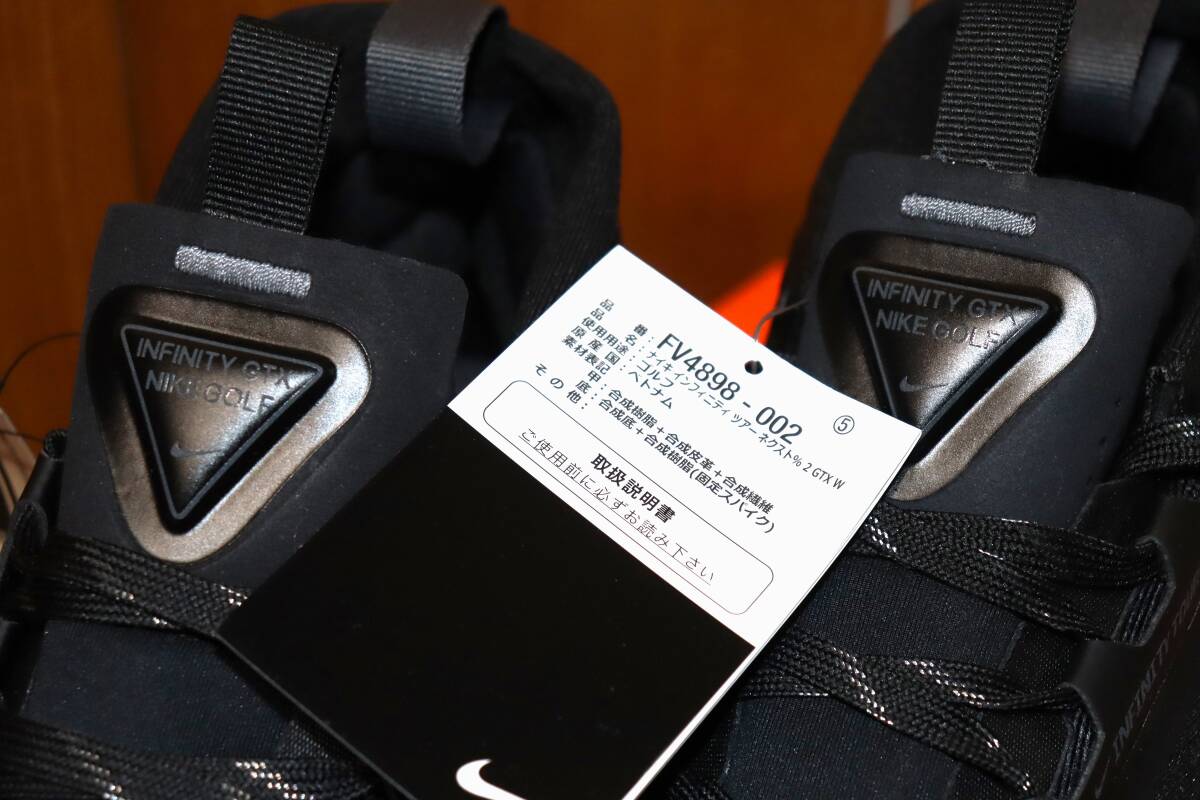 INFINITY GTX
NIKE GOLF
INFINITY GTX
NIKE GOLF
品番：FV4898-002 ⑤
品名：ナイキインフィニティ ツアーネクスト% 2 GTX W
使用用途：ゴルフ
原産国：ベトナム
素材表記
甲：合成樹脂+合成皮革+合成繊維
底：合成底+合成樹脂(固定スパイク)
その他：
取扱説明書
ご使用前に必ずお読み下さい
INFINITY TOUR